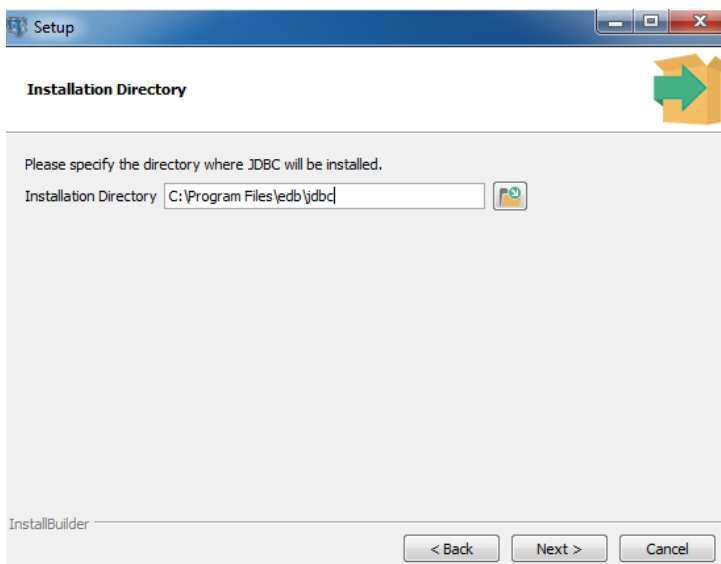 Setup
Installation Directory
Please specify the directory where JDBC will be installed.
Installation Directory C:\Program Files\edb\jdbc
InstallBuilder
< Back Next > Cancel